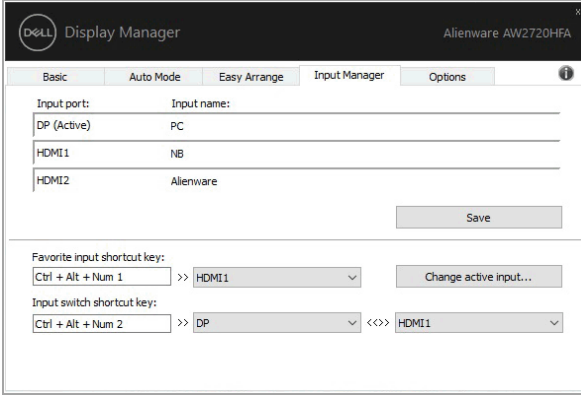 DELL Display Manager Alienware AW2720HFA
Basic Auto Mode Easy Arrange Input Manager Options i
Input port: Input name:
DP (Active) PC
HDMI1 NB
HDMI2 Alienware
Save
Favorite input shortcut key:
Ctrl + Alt + Num 1 >> HDMI1 Change active input...
Input switch shortcut key:
Ctrl + Alt + Num 2 >> DP <<>> HDMI1